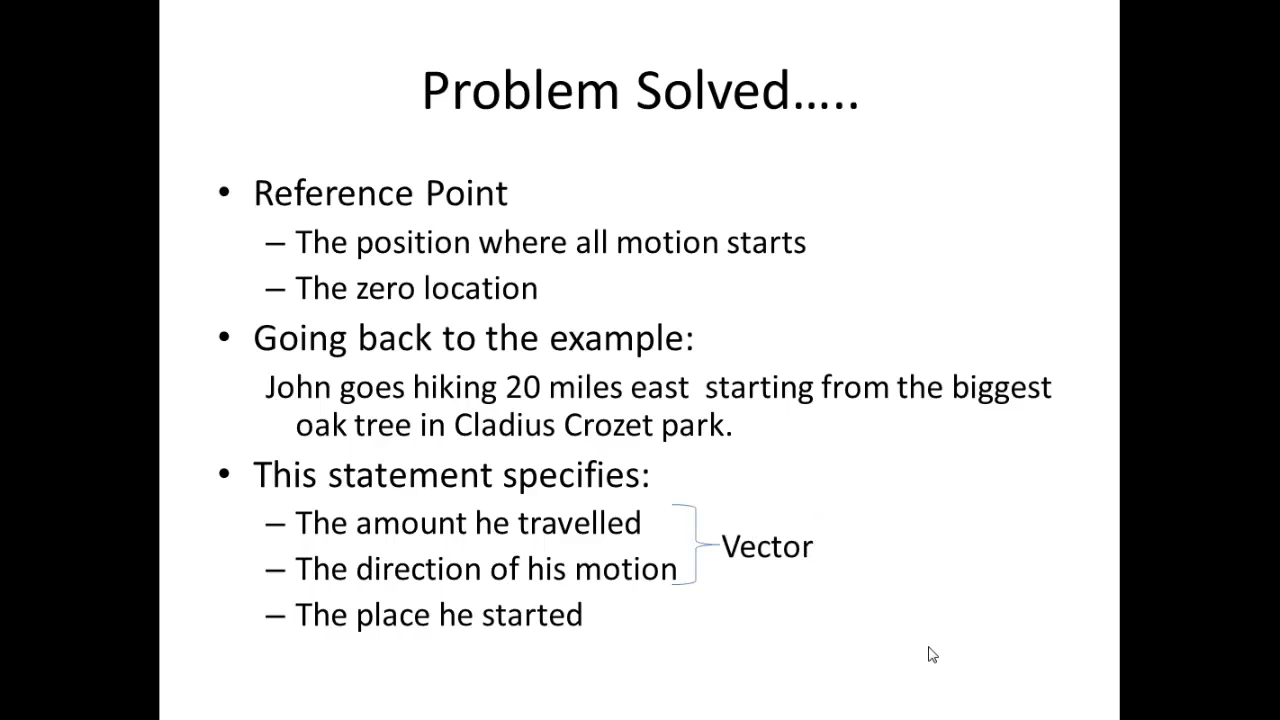 Problem Solved…..
• Reference Point
– The position where all motion starts
– The zero location
• Going back to the example:
John goes hiking 20 miles east  starting from the biggest
oak tree in Cladius Crozet park.
• This statement specifies:
– The amount he travelled
– The direction of his motion
Vector
– The place he started